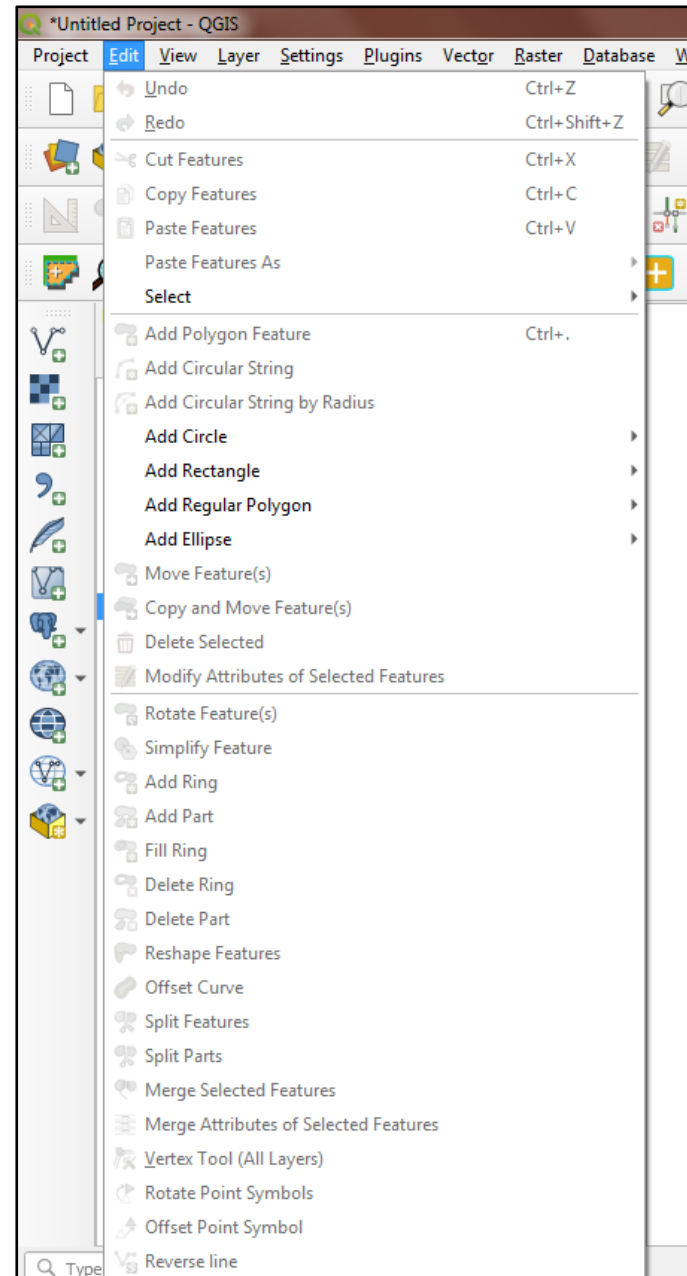 *Untitled Project - QGIS
Project Edit View Layer Settings Plugins Vector Raster Database W
Undo Ctrl+Z
Redo Ctrl+Shift+Z
Cut Features Ctrl+X
Copy Features Ctrl+C
Paste Features Ctrl+V
Paste Features As
Select
Add Polygon Feature Ctrl+.
Add Circular String
Add Circular String by Radius
Add Circle
Add Rectangle
Add Regular Polygon
Add Ellipse
Move Feature(s)
Copy and Move Feature(s)
Delete Selected
Modify Attributes of Selected Features
Rotate Feature(s)
Simplify Feature
Add Ring
Add Part
Fill Ring
Delete Ring
Delete Part
Reshape Features
Offset Curve
Split Features
Split Parts
Merge Selected Features
Merge Attributes of Selected Features
Vertex Tool (All Layers)
Rotate Point Symbols
Offset Point Symbol
Reverse line
Type